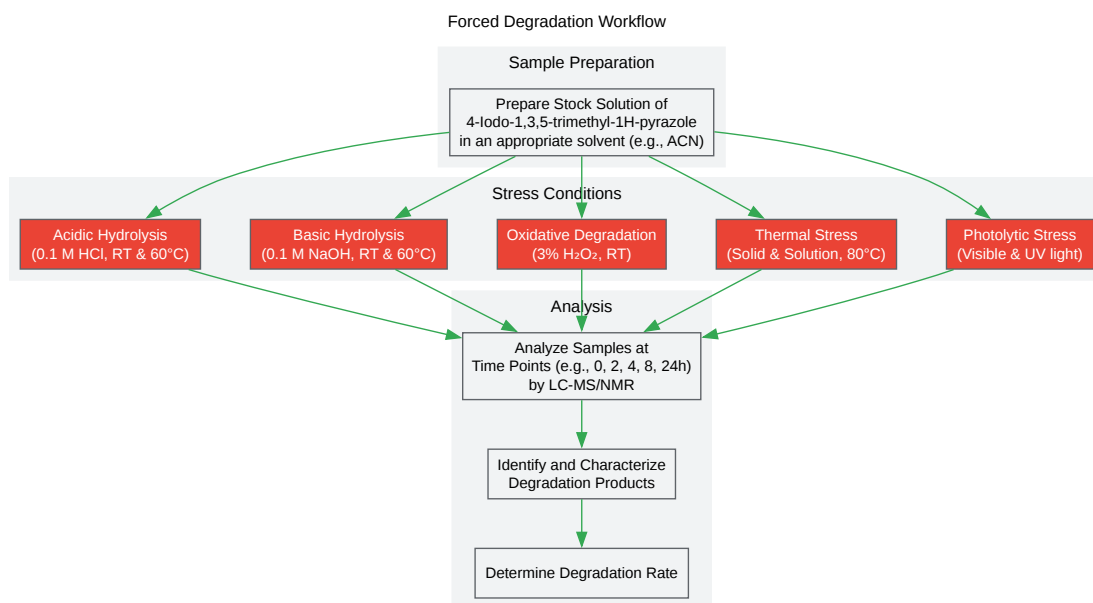 Forced Degradation Workflow
Sample Preparation
Prepare Stock Solution of
4-Iodo-1,3,5-trimethyl-1H-pyrazole
in an appropriate solvent (e.g., ACN)
Stress Conditions
Acidic Hydrolysis
(0.1 M HCl, RT & 60°C)
Basic Hydrolysis
(0.1 M NaOH, RT & 60°C)
Oxidative Degradation
(3% H₂O₂, RT)
Thermal Stress
(Solid & Solution, 80°C)
Photolytic Stress
(Visible & UV light)
Analysis
Analyze Samples at
Time Points (e.g., 0, 2, 4, 8, 24h)
by LC-MS/NMR
Identify and Characterize
Degradation Products
Determine Degradation Rate